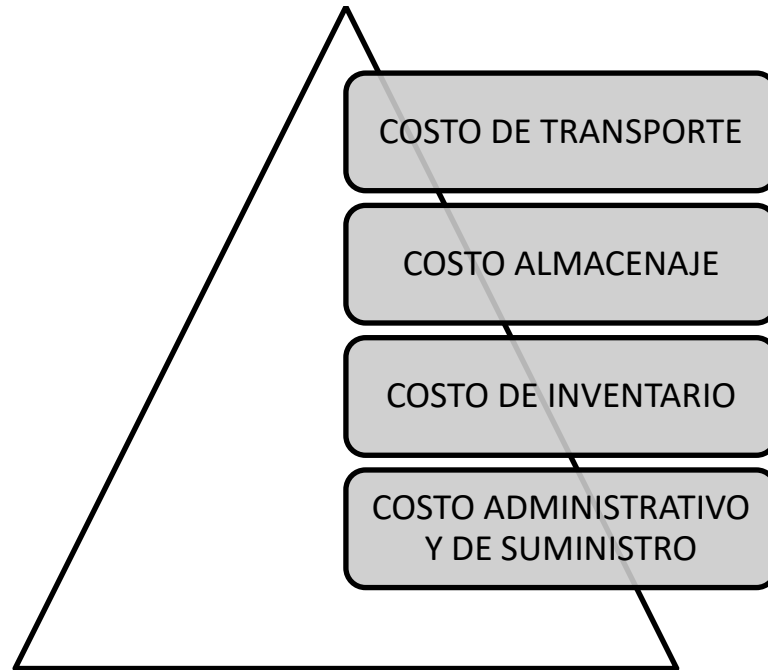 COSTO DE TRANSPORTE
COSTO ALMACENAJE
COSTO DE INVENTARIO
COSTO ADMINISTRATIVO
Y DE SUMINISTRO